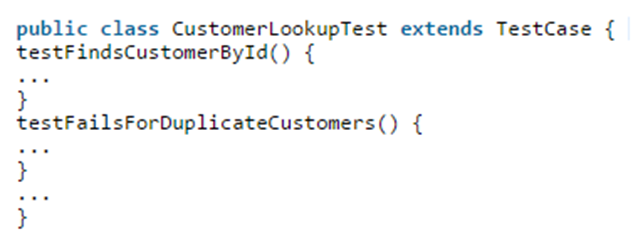 public class CustomerLookupTest extends TestCase {
testFindsCustomerById() {
...
}
testFailsForDuplicateCustomers() {
...
}
...
}